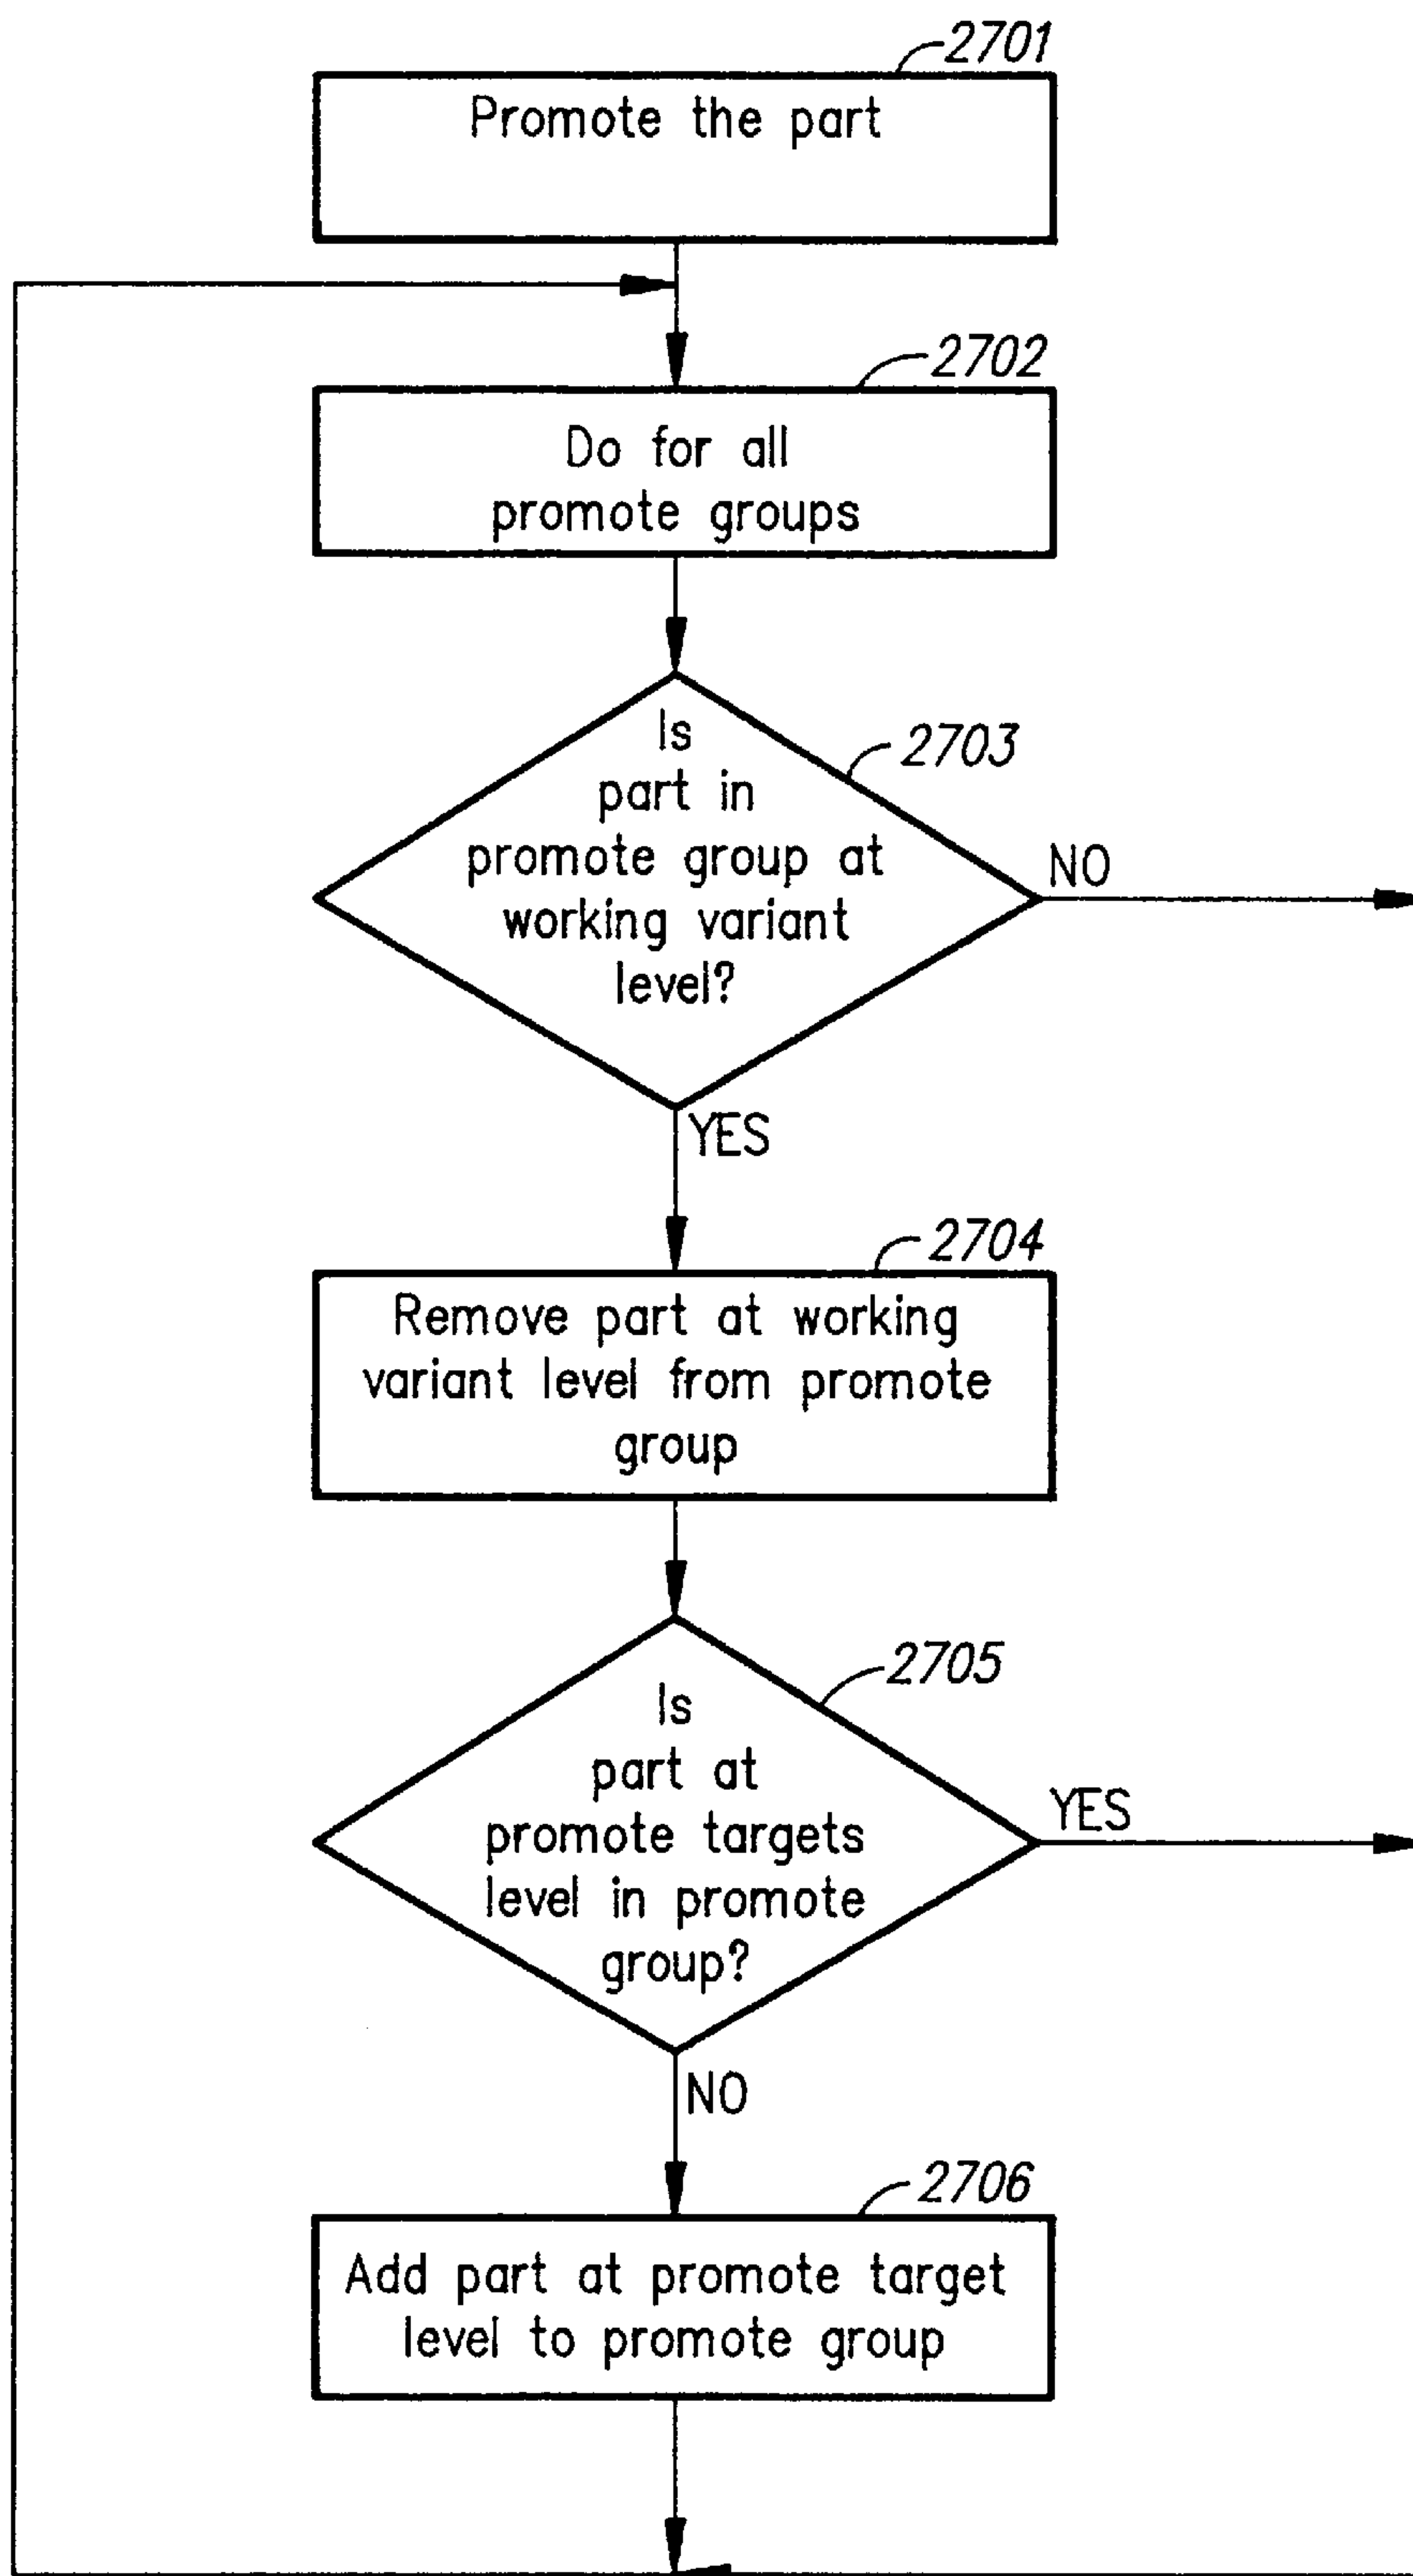 2701
Promote the part
2702
Do for all
promote groups
2703
Is
part in
promote group at
working variant
level?
NO
YES
2704
Remove part at working
variant level from promote
group
2705
Is
part at
promote targets
level in promote
group?
YES
NO
2706
Add part at promote target
level to promote group